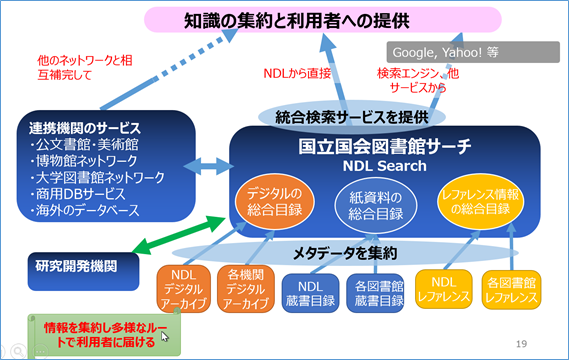 知識の集約と利用者への提供
他のネットワークと相
互補完して
NDLから直接
Google, Yahoo! 等
検索エンジン、他
サービスから
統合検索サービスを提供
連携機関のサービス
・公文書館・美術館
・博物館ネットワーク
・大学図書館ネットワーク
・商用DBサービス
・海外のデータベース
国立国会図書館サーチ
NDL Search
デジタルの
総合目録
紙資料の
総合目録
レファレンス情報
の総合目録
メタデータを集約
研究開発機関
NDL
デジタル
アーカイブ
各機関
デジタル
アーカイブ
NDL
蔵書目録
各図書館
蔵書目録
NDL
レファレンス
各図書館
レファレンス
情報を集約し多様なルー
トで利用者に届ける
19